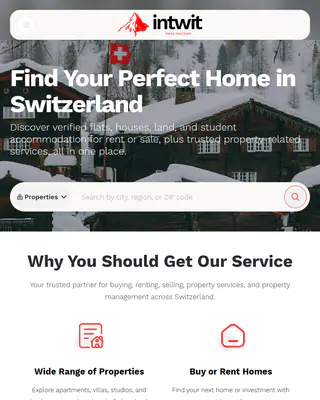 intwit
Find Your Perfect Home in
Switzerland
Discover verified flats, houses, land, and student
accommodation for rent or sale, plus trusted property-related
services, all in one place.
Properties
Search by city, region, or ZIP code
Why You Should Get Our Service
Your trusted partner for buying, renting, selling, property services, and property
management across Switzerland.
Wide Range of Properties
Buy or Rent Homes
Explore apartments, villas, studios, and
Find your next home or investment with